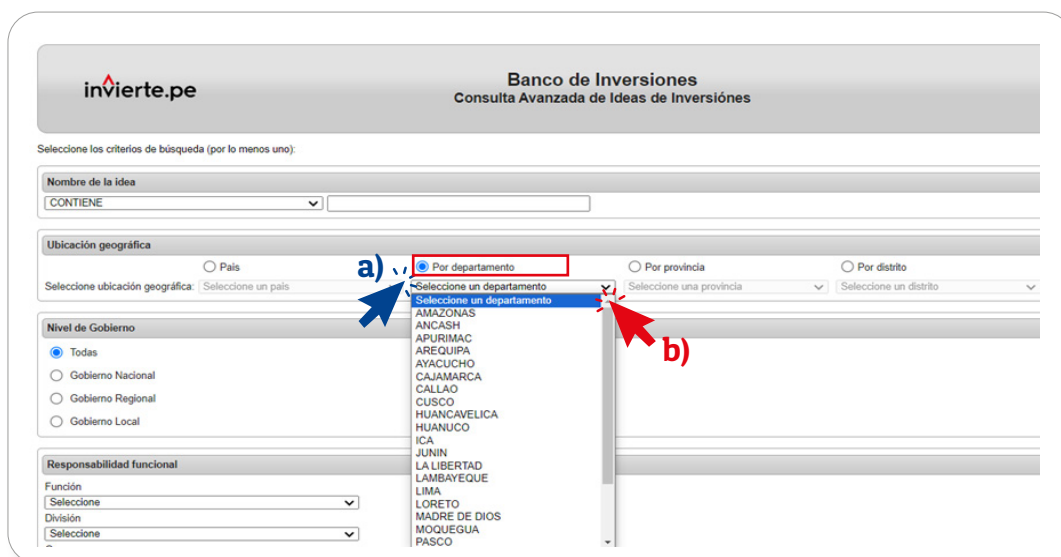 invierte.pe
Banco de Inversiones
Consulta Avanzada de Ideas de Inversiónes
Seleccione los criterios de búsqueda (por lo menos uno):
Nombre de la idea
CONTIENE
Ubicación geográfica
a)
Pais
Por departamento
Por provincia
Por distrito
Seleccione ubicación geográfica: Seleccione un pais
Seleccione un departamento
Seleccione una provincia
Seleccione un distrito
Seleccione un departamento
AMAZONAS
ANCASH
APURIMAC
AREQUIPA
AYACUCHO
CAJAMARCA
CALLAO
CUSCO
HUANCAVELICA
HUANUCO
ICA
JUNIN
LA LIBERTAD
LAMBAYEQUE
LIMA
LORETO
MADRE DE DIOS
MOQUEGUA
PASCO
b)
Nivel de Gobierno
Todas
Gobierno Nacional
Gobierno Regional
Gobierno Local
Responsabilidad funcional
Función
Seleccione
División
Seleccione